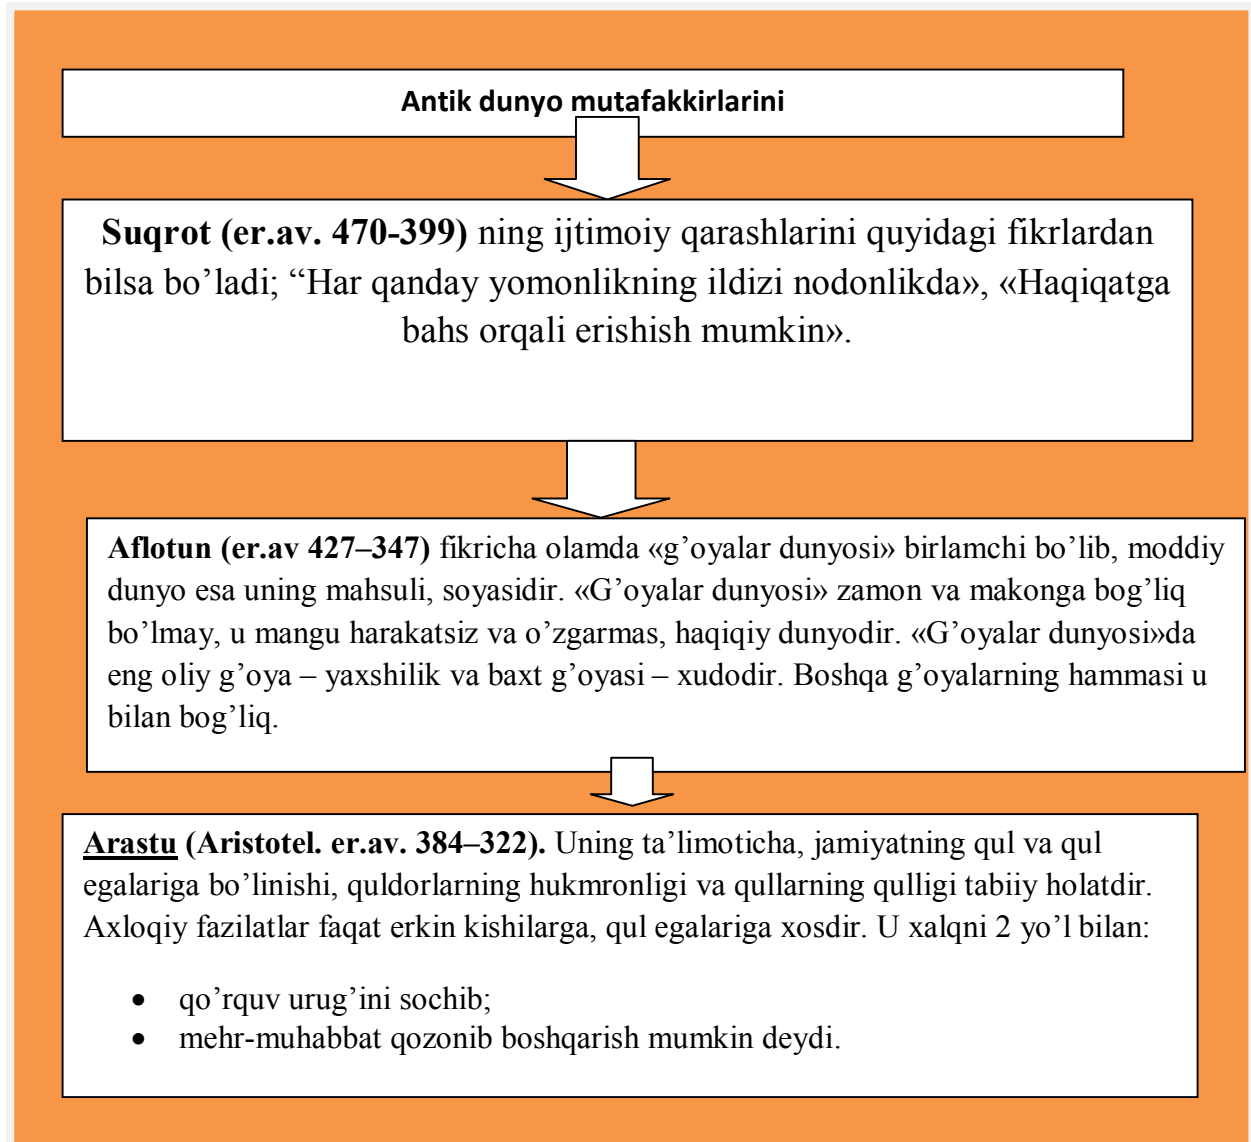 Antik dunyo mutafakkirlarini
Suqrot (er.av. 470-399) ning ijtimoiy qarashlarini quyidagi fikrlardan
bilsa bo’ladi; “Har qanday yomonlikning ildizi nodonlikda», «Haqiqatga
bahs orqali erishish mumkin».
Aflotun (er.av 427–347) fikricha olamda «g’oyalar dunyosi» birlamchi bo’lib, moddiy
dunyo esa uning mahsuli, soyasidir. «G’oyalar dunyosi» zamon va makonga bog’liq
bo’lmay, u mangu harakatsiz va o’zgarmas, haqiqiy dunyodir. «G’oyalar dunyosi»da
eng oliy g’oya – yaxshilik va baxt g’oyasi – xudodir. Boshqa g’oyalarning hammasi u
bilan bog’liq.
Arastu (Aristotel. er.av. 384–322). Uning ta’limoticha, jamiyatning qul va qul
egalariga bo’linishi, quldorlarning hukmronligi va qullarning qulligi tabiiy holatdir.
Axloqiy fazilatlar faqat erkin kishilarga, qul egalariga xosdir. U xalqni 2 yo’l bilan:
• qo’rquv urug’ini sochib;
• mehr-muhabbat qozonib boshqarish mumkin deydi.